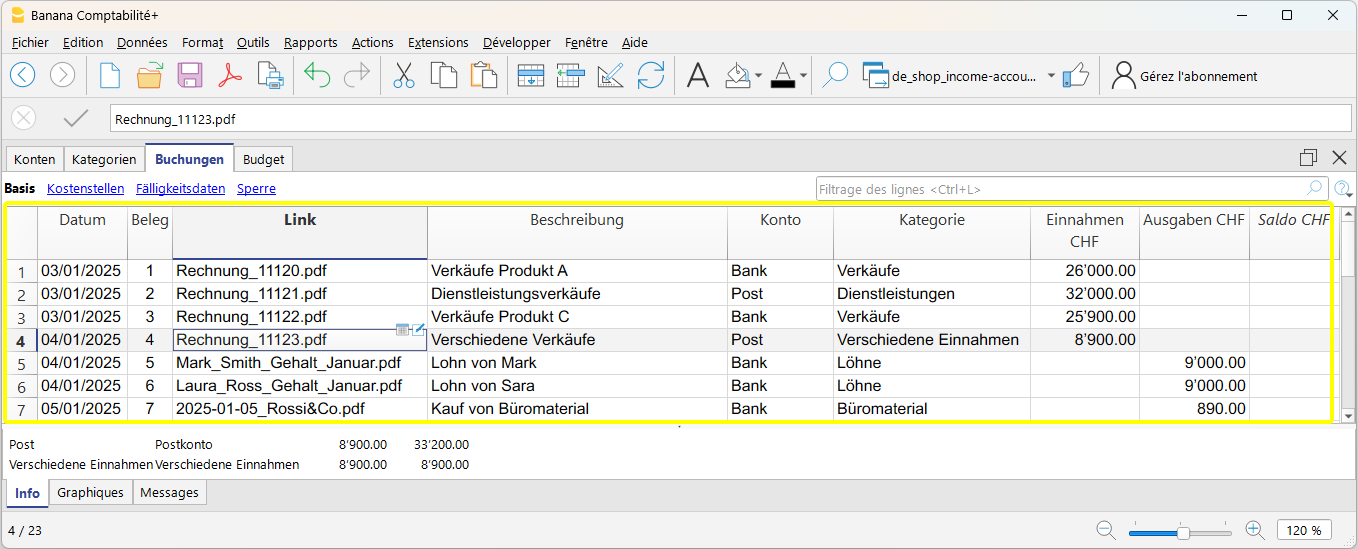 Banana Comptabilité+
Fichier Edition Données Format Outils Rapports Actions Extensions Développer Fenêtre Aide
de_shop_income-accou... Gérez l'abonnement
Rechnung_11123.pdf
Konten Kategorien Buchungen Budget
Basis Kostenstellen Fälligkeitsdaten Sperre Filtrage des lignes <Ctrl+L>
Datum Beleg Link Beschreibung Konto Kategorie Einnahmen CHF Ausgaben CHF Saldo CHF
1 03/01/2025 1 Rechnung_11120.pdf Verkäufe Produkt A Bank Verkäufe 26’000.00
2 03/01/2025 2 Rechnung_11121.pdf Dienstleistungsverkäufe Post Dienstleistungen 32’000.00
3 03/01/2025 3 Rechnung_11122.pdf Verkäufe Produkt C Bank Verkäufe 25’900.00
4 04/01/2025 4 Rechnung_11123.pdf Verschiedene Verkäufe Post Verschiedene Einnahmen 8’900.00
5 04/01/2025 5 Mark_Smith_Gehalt_Januar.pdf Lohn von Mark Bank Löhne 9’000.00
6 04/01/2025 6 Laura_Ross_Gehalt_Januar.pdf Lohn von Sara Bank Löhne 9’000.00
7 05/01/2025 7 2025-01-05_Rossi&Co.pdf Kauf von Büromaterial Bank Büromaterial 890.00
Post Postkonto 8’900.00 33’200.00
Verschiedene Einnahmen Verschiedene Einnahmen 8’900.00 8’900.00
Info Graphiques Messages
4 / 23 120 %